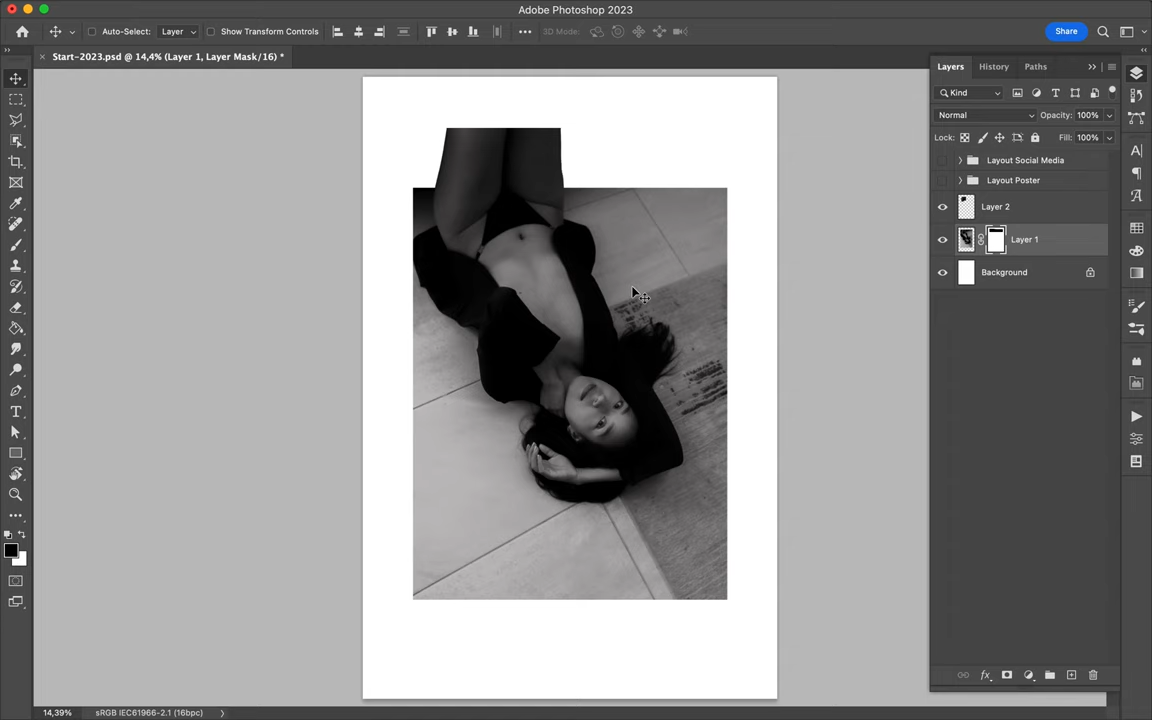 Adobe Photoshop 2023
Auto-Select:
Layer
Show Transform Controls
3D Mode:
Share
Start-2023.psd @ 14,4% (Layer 1, Layer Mask/16) *
Layers
History
Paths
Kind
Normal
Opacity:
100%
Lock:
Fill:
100%
Layout Social Media
Layout Poster
Layer 2
Layer 1
Background
14,39%
sRGB IEC61966-2.1 (16bpc)